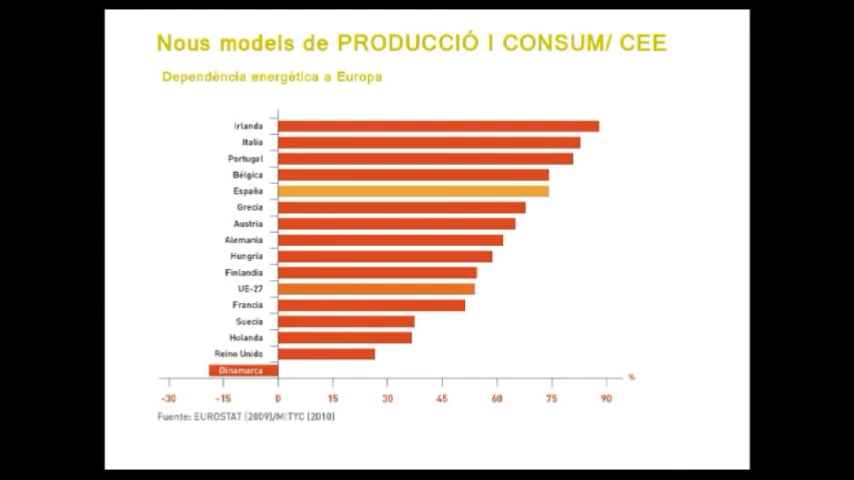 Nous models de PRODUCCIÓ I CONSUM/ CEE
Dependència energètica a Europa
Irlanda
Italia
Portugal
Bélgica
España
Grecia
Austria
Alemania
Hungría
Finlandia
UE-27
Francia
Suecia
Holanda
Reino Unido
Dinamarca
%
-30 -15 0 15 30 45 60 75 90
Fuente: EUROSTAT (2009)/MITYC (2010)